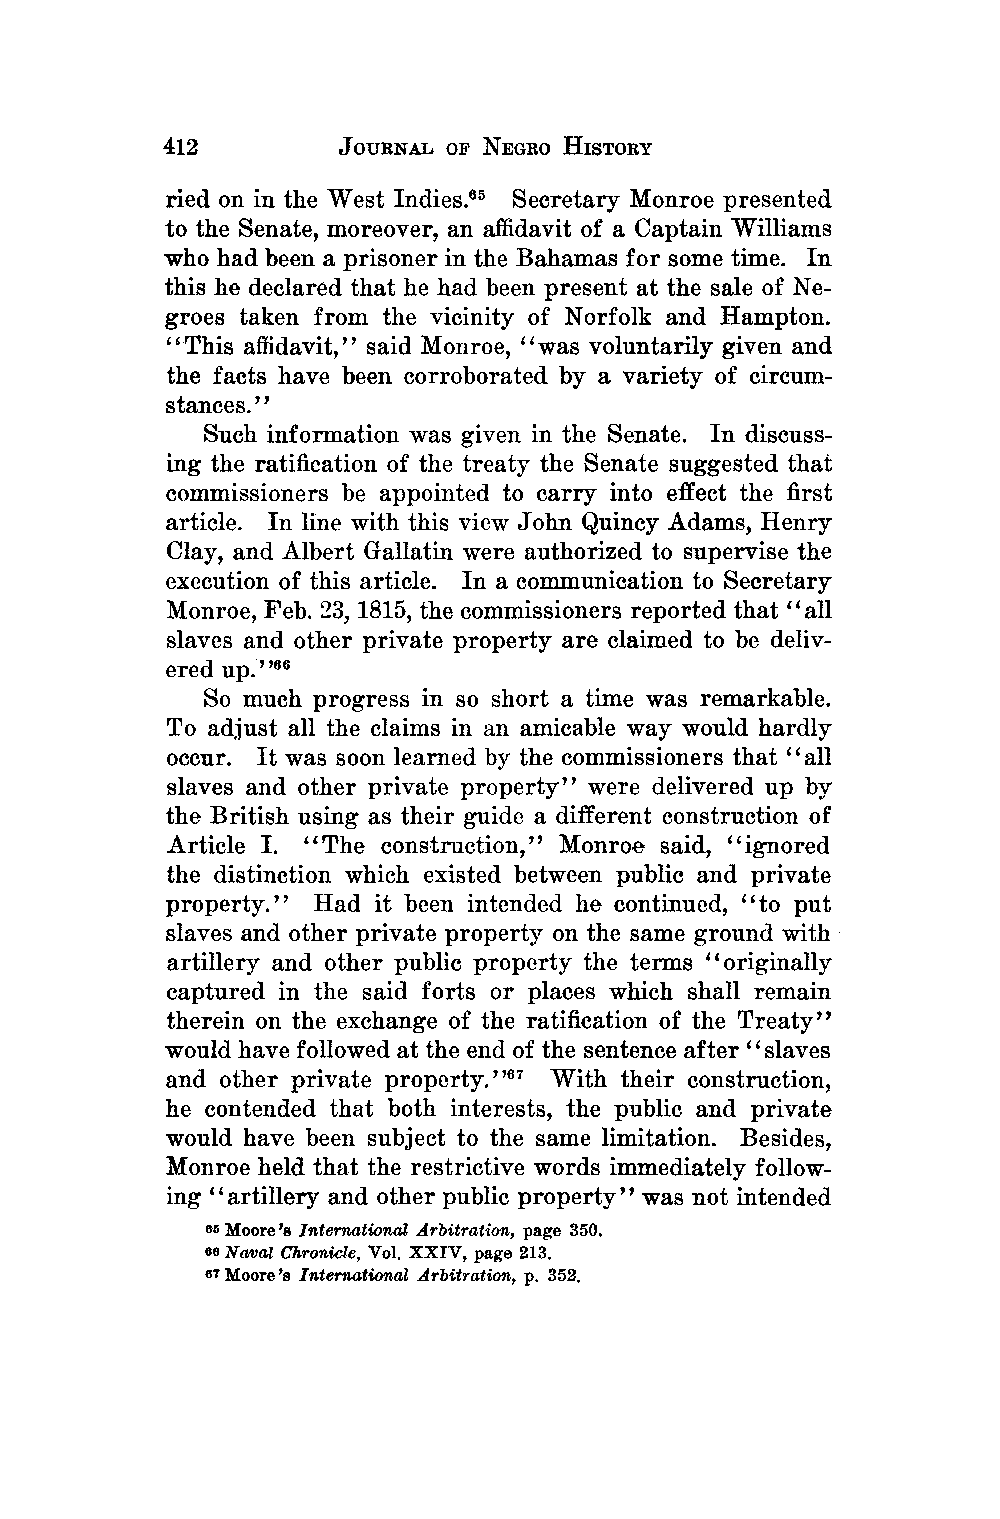 412 JOURNAL OF NEGRO HISTORY
ried on in the West Indies.⁶⁵ Secretary Monroe presented
to the Senate, moreover, an affidavit of a Captain Williams
who had been a prisoner in the Bahamas for some time. In
this he declared that he had been present at the sale of Ne-
groes taken from the vicinity of Norfolk and Hampton.
‘‘This affidavit,’’ said Monroe, ‘‘was voluntarily given and
the facts have been corroborated by a variety of circum-
stances.’’
Such information was given in the Senate. In discuss-
ing the ratification of the treaty the Senate suggested that
commissioners be appointed to carry into effect the first
article. In line with this view John Quincy Adams, Henry
Clay, and Albert Gallatin were authorized to supervise the
execution of this article. In a communication to Secretary
Monroe, Feb. 23, 1815, the commissioners reported that ‘‘all
slaves and other private property are claimed to be deliv-
ered up.’’⁶⁶
So much progress in so short a time was remarkable.
To adjust all the claims in an amicable way would hardly
occur. It was soon learned by the commissioners that ‘‘all
slaves and other private property’’ were delivered up by
the British using as their guide a different construction of
Article I. ‘‘The construction,’’ Monroe said, ‘‘ignored
the distinction which existed between public and private
property.’’ Had it been intended he continued, ‘‘to put
slaves and other private property on the same ground with
artillery and other public property the terms ‘‘originally
captured in the said forts or places which shall remain
therein on the exchange of the ratification of the Treaty’’
would have followed at the end of the sentence after ‘‘slaves
and other private property.’’⁶⁷ With their construction,
he contended that both interests, the public and private
would have been subject to the same limitation. Besides,
Monroe held that the restrictive words immediately follow-
ing ‘‘artillery and other public property’’ was not intended
⁶⁵ Moore’s International Arbitration, page 350.
⁶⁶ Naval Chronicle, Vol. XXIV, page 213.
⁶⁷ Moore’s International Arbitration, p. 352.